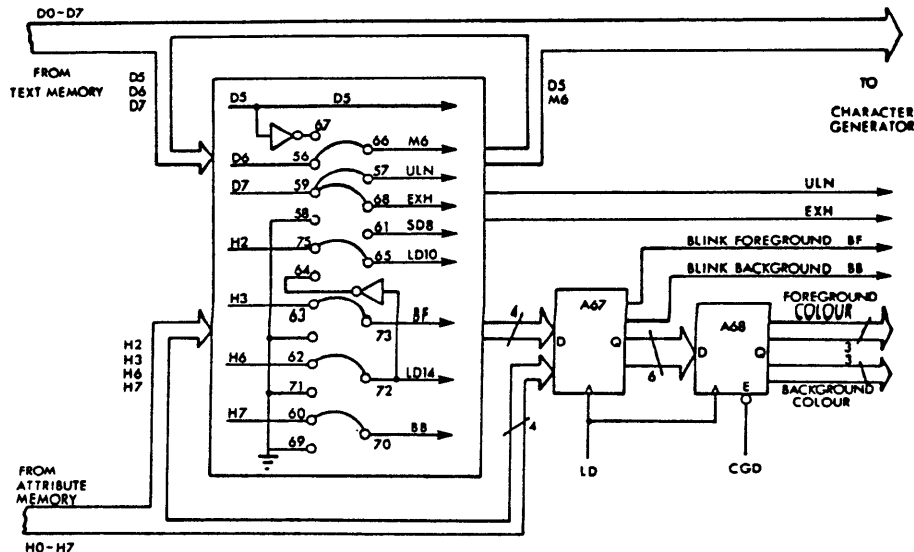 D0-D7
FROM
TEXT MEMORY
D5
D6
D7
D5
M6
TO
CHARACTER
GENERATOR
D5
D5
67
66
M6
D6
56
57
ULN
D7
59
68
EXH
58
61
SD8
H2
75
65
LD10
64
H3
63
73
BF
62
H6
72
LD14
71
H7
60
70
BB
69
ULN
EXH
BLINK FOREGROUND BF
BLINK BACKGROUND BB
4
A67
D
6
A68
D
Q
E
FOREGROUND
COLOUR
3
3
BACKGROUND
COLOUR
4
LD
CGD
H2
H3
H6
H7
FROM
ATTRIBUTE
MEMORY
H0-H7